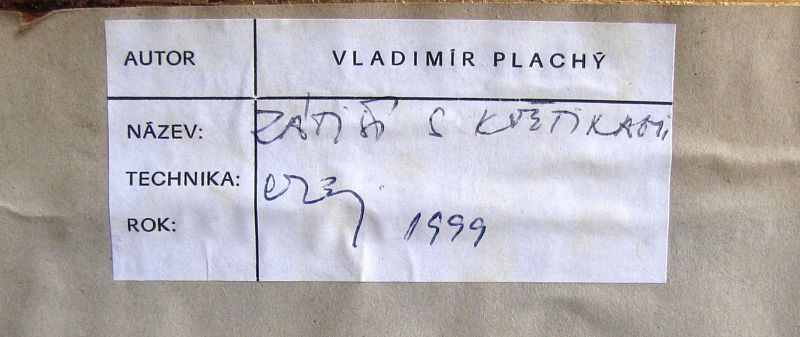 AUTOR VLADIMÍR PLACHÝ
NÁZEV: ZÁTIŠÍ S KVĚTINAMI
TECHNIKA: olej
ROK: 1999